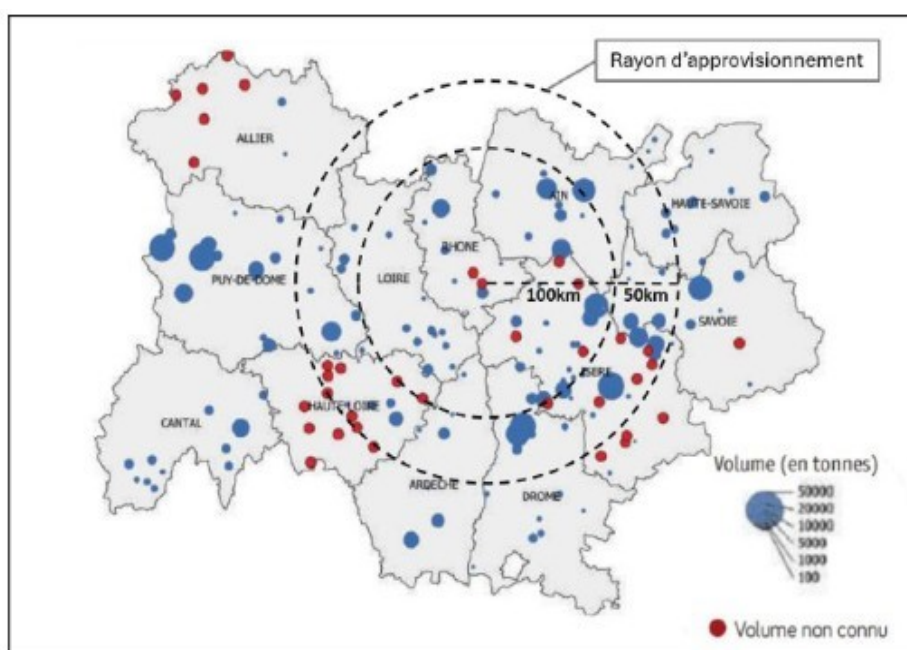 Rayon d'approvisionnement
ALLIER
AIN
HAUTE-SAVOIE
RHONE
PUY-DE-DOME
LOIRE
100km
50km
SAVOIE
ISERE
HAUTE-LOIRE
CANTAL
ARDECHE
DROME
Volume (en tonnes)
50000
20000
10000
5000
1000
100
Volume non connu